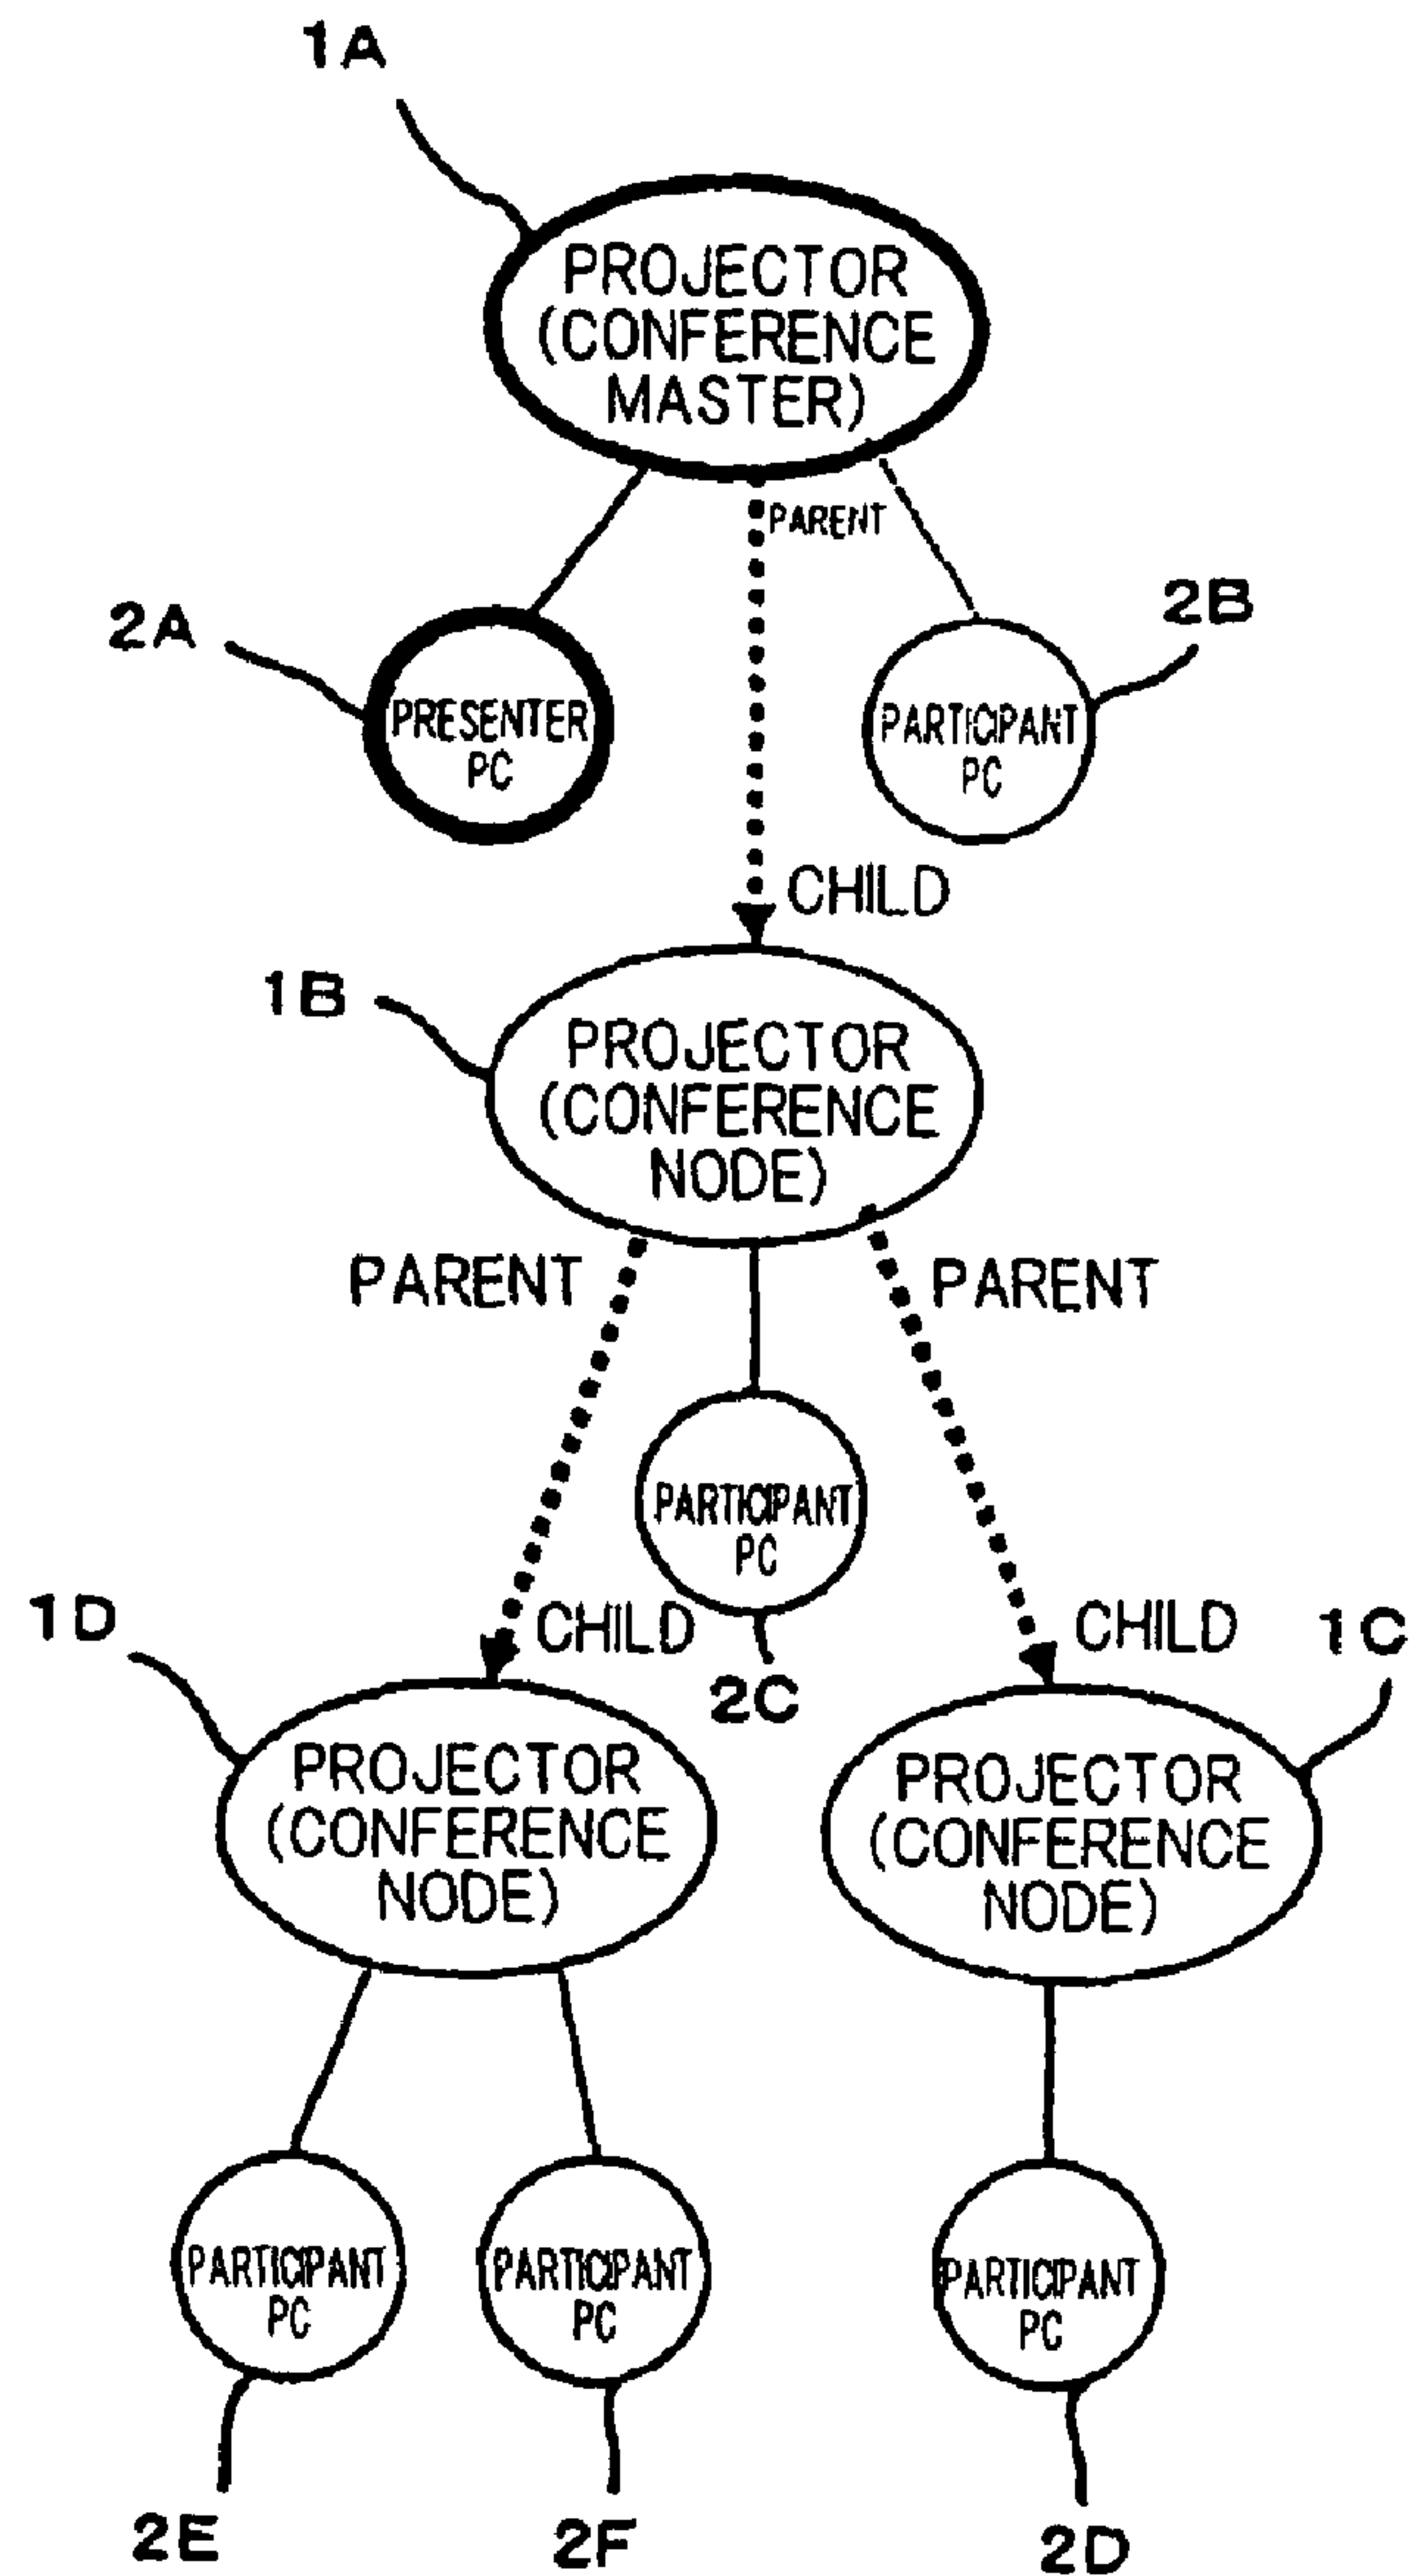 1A
PROJECTOR
(CONFERENCE
MASTER)
PARENT
2A
2B
PRESENTER
PC
PARTICIPANT
PC
CHILD
1B
PROJECTOR
(CONFERENCE
NODE)
PARENT
PARENT
PARTICIPANT
PC
1D
CHILD
CHILD
1C
2C
PROJECTOR
(CONFERENCE
NODE)
PROJECTOR
(CONFERENCE
NODE)
PARTICIPANT
PC
PARTICIPANT
PC
PARTICIPANT
PC
2E
2F
2D